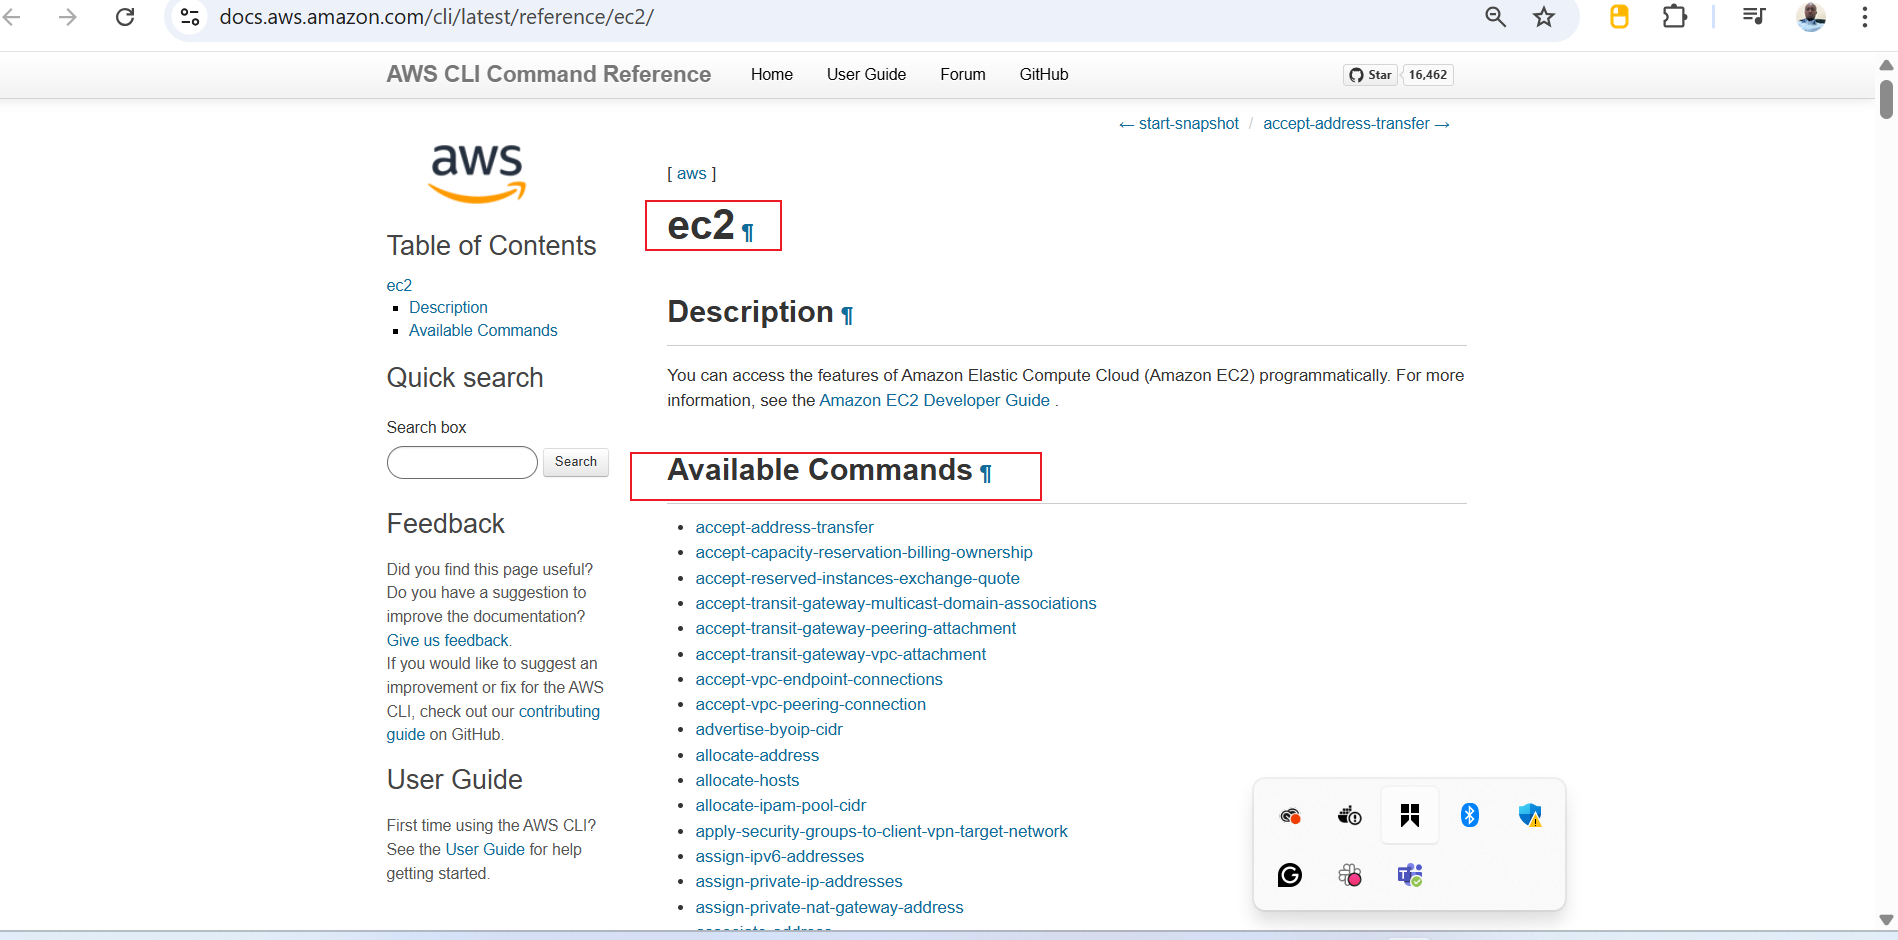 docs.aws.amazon.com/cli/latest/reference/ec2/
AWS CLI Command Reference
Home
User Guide
Forum
GitHub
Star
16,462
← start-snapshot / accept-address-transfer →
aws
Table of Contents
ec2
Description
Available Commands
Quick search
Search box
Search
Feedback
Did you find this page useful?
Do you have a suggestion to
improve the documentation?
Give us feedback.
If you would like to suggest an
improvement or fix for the AWS
CLI, check out our contributing
guide on GitHub.
User Guide
First time using the AWS CLI?
See the User Guide for help
getting started.
[ aws ]
ec2 ¶
Description ¶
You can access the features of Amazon Elastic Compute Cloud (Amazon EC2) programmatically. For more
information, see the Amazon EC2 Developer Guide .
Available Commands ¶
accept-address-transfer
accept-capacity-reservation-billing-ownership
accept-reserved-instances-exchange-quote
accept-transit-gateway-multicast-domain-associations
accept-transit-gateway-peering-attachment
accept-transit-gateway-vpc-attachment
accept-vpc-endpoint-connections
accept-vpc-peering-connection
advertise-byoip-cidr
allocate-address
allocate-hosts
allocate-ipam-pool-cidr
apply-security-groups-to-client-vpn-target-network
assign-ipv6-addresses
assign-private-ip-addresses
assign-private-nat-gateway-address